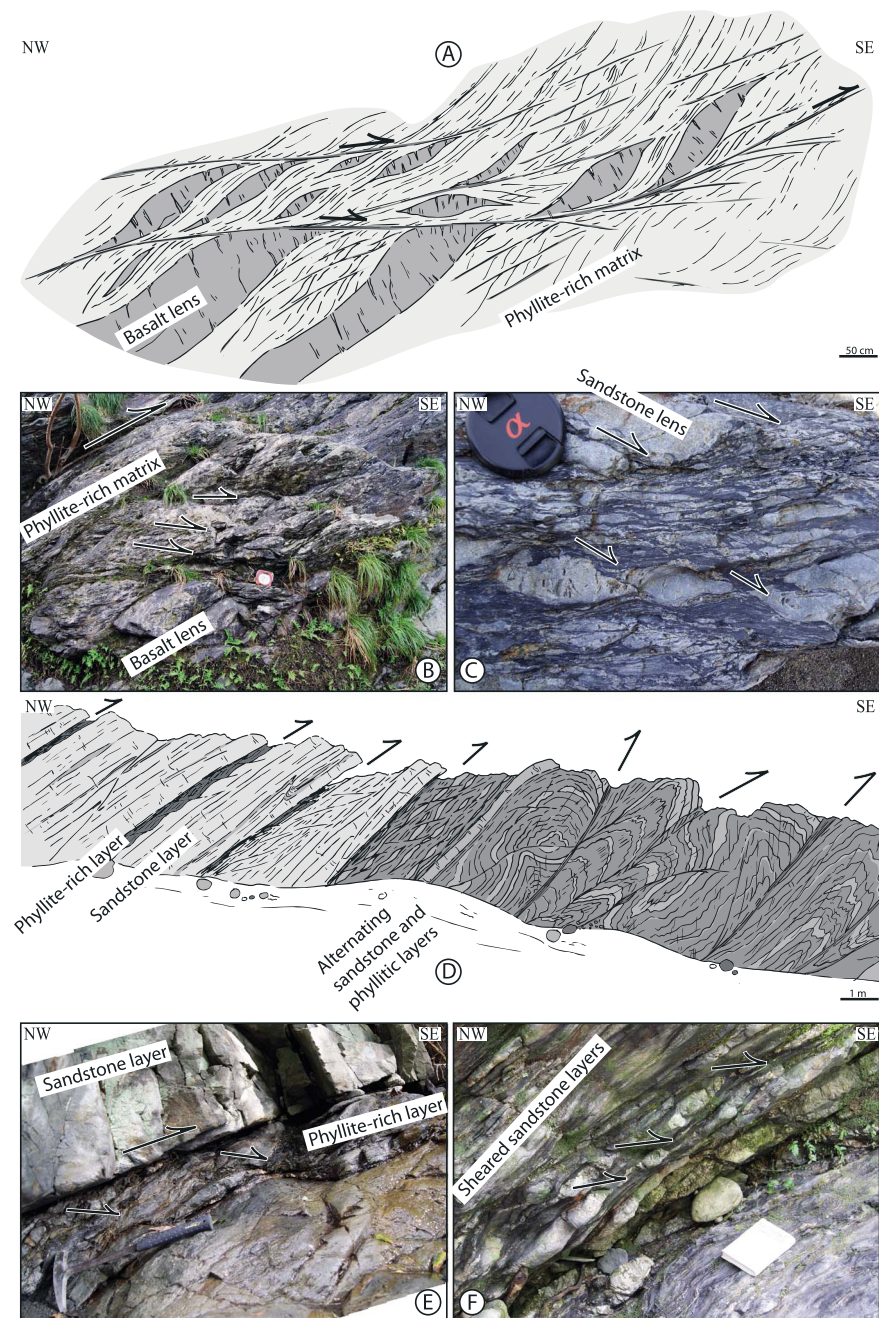 NW
A
SE
Basalt lens
Phyllite-rich matrix
50 cm
NW
SE
Phyllite-rich matrix
Basalt lens
B
NW
SE
Sandstone lens
α
C
NW
SE
Phyllite-rich layer
Sandstone layer
Alternating
sandstone and
phyllitic layers
D
1 m
NW
SE
Sandstone layer
Phyllite-rich layer
E
NW
SE
Sheared sandstone layers
F